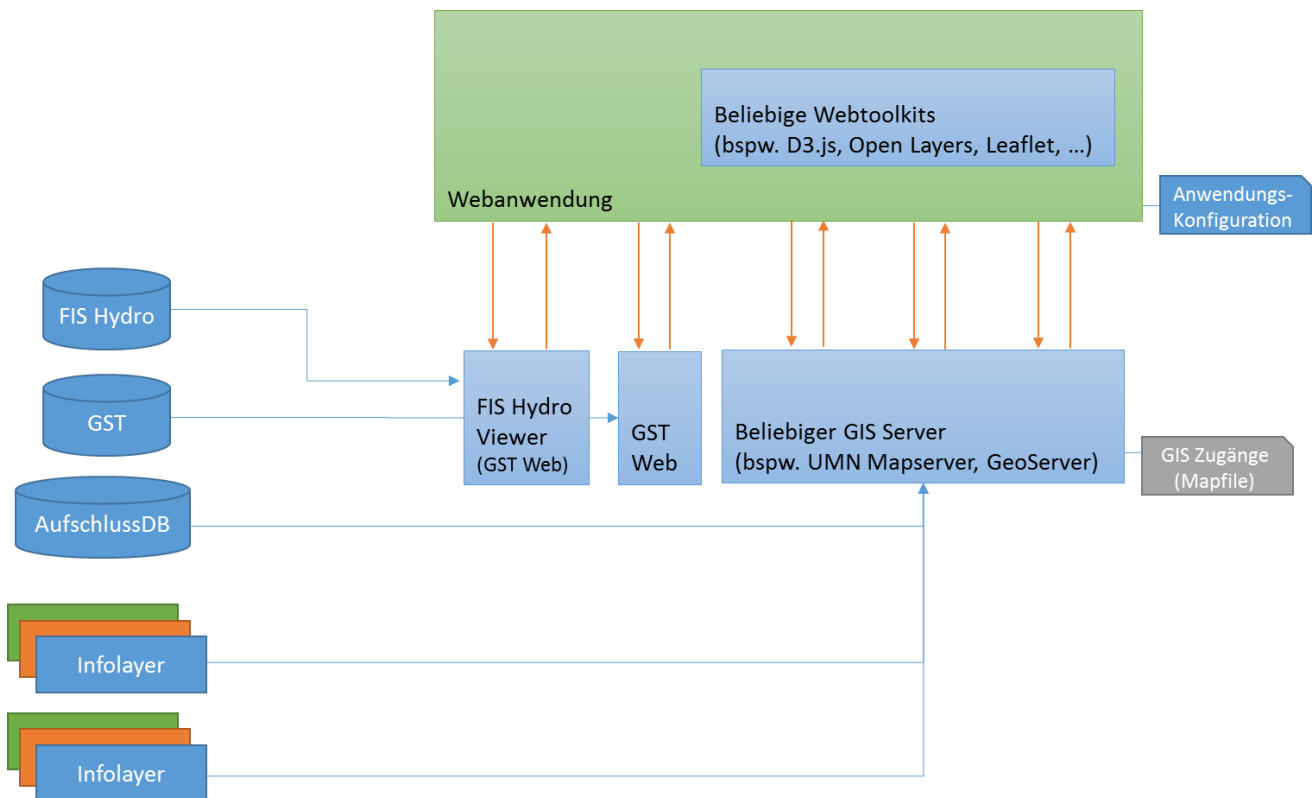 Beliebige Webtoolkits
(bspw. D3.js, Open Layers, Leaflet, ...)
Webanwendung
Anwendungs-
Konfiguration
FIS Hydro
GST
AufschlussDB
Infolayer
Infolayer
FIS Hydro
Viewer
(GST Web)
GST
Web
Beliebiger GIS Server
(bspw. UMN Mapserver, GeoServer)
GIS Zugänge
(Mapfile)